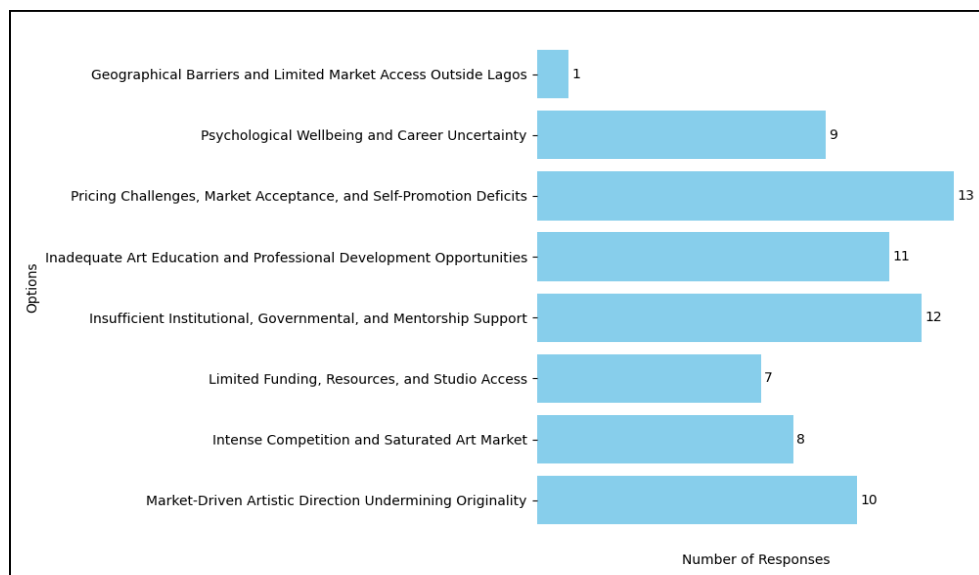 Geographical Barriers and Limited Market Access Outside Lagos 1
Psychological Wellbeing and Career Uncertainty 9
Pricing Challenges, Market Acceptance, and Self-Promotion Deficits 13
Inadequate Art Education and Professional Development Opportunities 11
Options
Insufficient Institutional, Governmental, and Mentorship Support 12
Limited Funding, Resources, and Studio Access 7
Intense Competition and Saturated Art Market 8
Market-Driven Artistic Direction Undermining Originality 10
Number of Responses